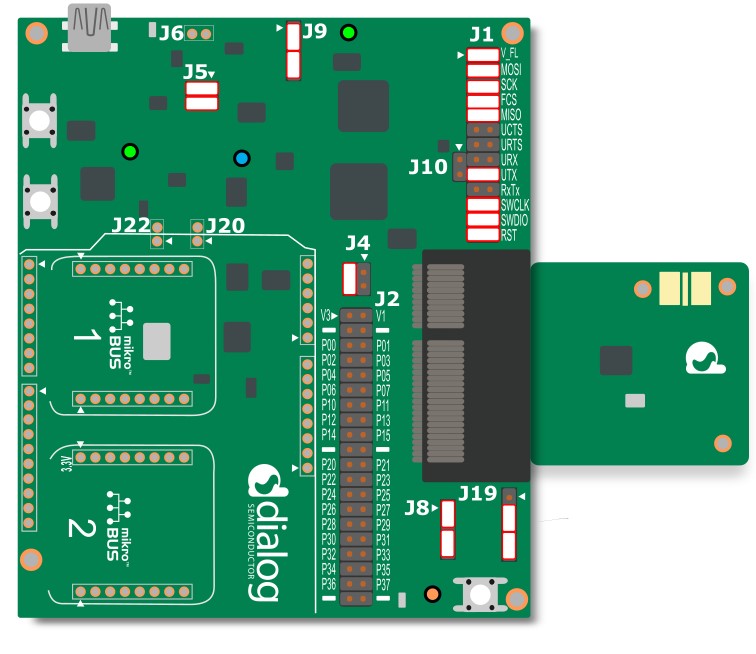 J6
J9
J1
V_FL
MOSI
J5
SCK
FCS
MISO
UCTS
URTS
J10
URX
UTX
RxTx
SWCLK
SWDIO
RST
J22
J20
J4
J2
V3
V1
P00
P01
P02
P03
P04
P05
P06
P07
P10
P11
P12
P13
P14
P15
P20
P21
P22
P23
P24
P25
P26
P27
P28
P29
P30
P31
P32
P33
P34
P35
P36
P37
1
mikro™
BUS
3.3V
2
mikro™
BUS
dialog
SEMICONDUCTOR
J8
J19